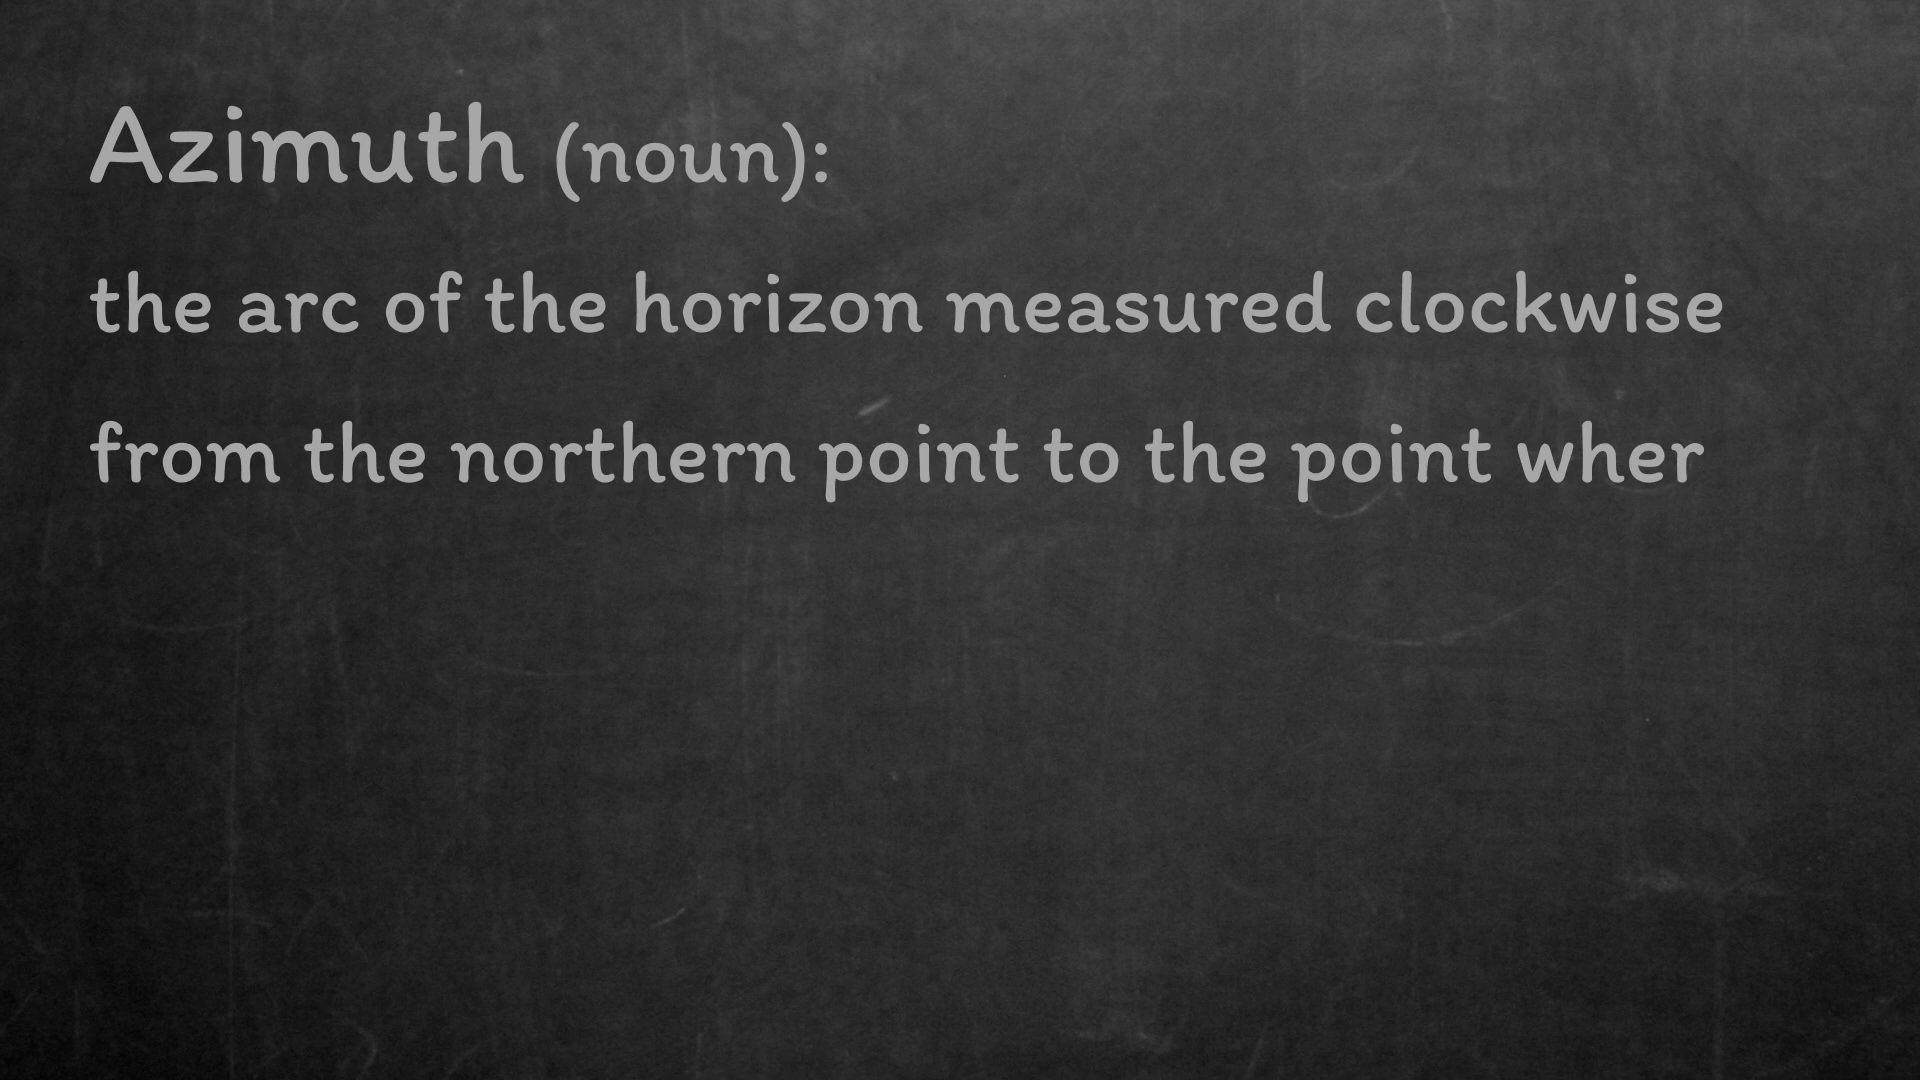 Azimuth (noun):
the arc of the horizon measured clockwise
from the northern point to the point wher